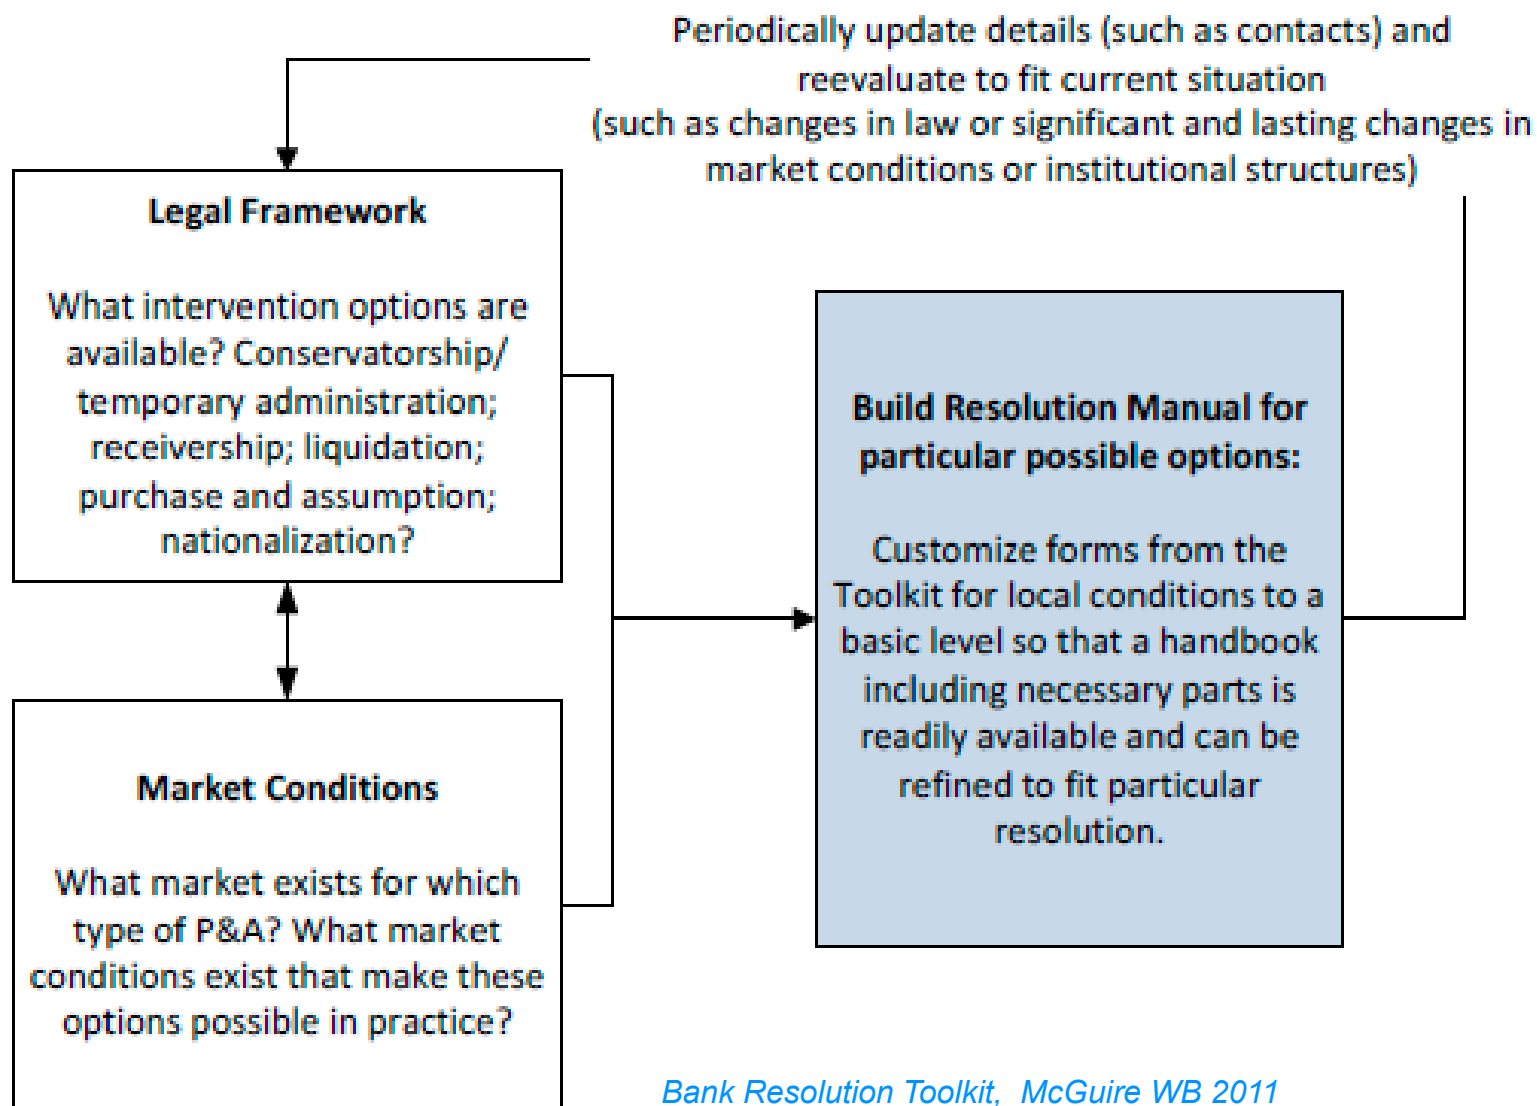 Periodically update details (such as contacts) and
reevaluate to fit current situation
(such as changes in law or significant and lasting changes in
market conditions or institutional structures)
Legal Framework
What intervention options are
available? Conservatorship/
temporary administration;
receivership; liquidation;
purchase and assumption;
nationalization?
Build Resolution Manual for
particular possible options:
Customize forms from the
Toolkit for local conditions to a
basic level so that a handbook
including necessary parts is
readily available and can be
refined to fit particular
resolution.
Market Conditions
What market exists for which
type of P&A? What market
conditions exist that make these
options possible in practice?
Bank Resolution Toolkit, McGuire WB 2011